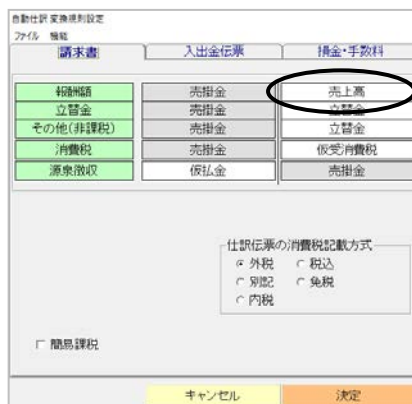 自動仕訳 変換規則設定
ファイル 機能
請求書 入出金伝票 損金・手数料
報酬額 売掛金 売上高
立替金 売掛金 立替金
その他(非課税) 売掛金 立替金
消費税 売掛金 仮受消費税
源泉徴収 仮払金 売掛金
仕訳伝票の消費税記載方式
外税 税込
別記 免税
内税
簡易課税
キャンセル 決定